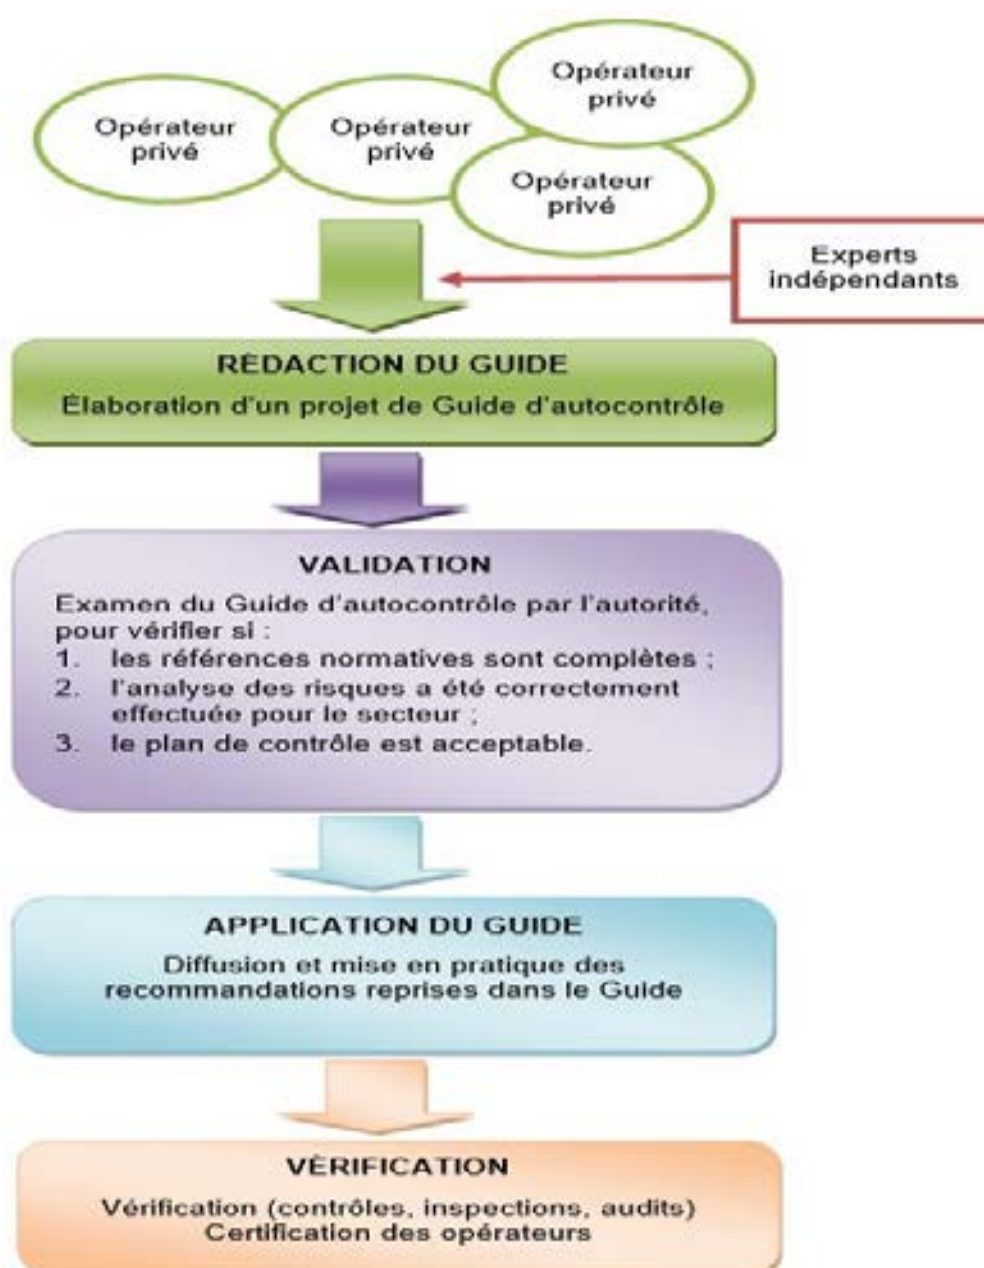 Opérateur
privé
Opérateur
privé
Opérateur
privé
Opérateur
privé
Experts
indépendants
RÉDACTION DU GUIDE
Élaboration d'un projet de Guide d'autocontrôle
VALIDATION
Examen du Guide d'autocontrôle par l'autorité,
pour vérifier si :
1. les références normatives sont complètes ;
2. l'analyse des risques a été correctement
effectuée pour le secteur ;
3. le plan de contrôle est acceptable.
APPLICATION DU GUIDE
Diffusion et mise en pratique des
recommandations reprises dans le Guide
VÉRIFICATION
Vérification (contrôles, inspections, audits)
Certification des opérateurs